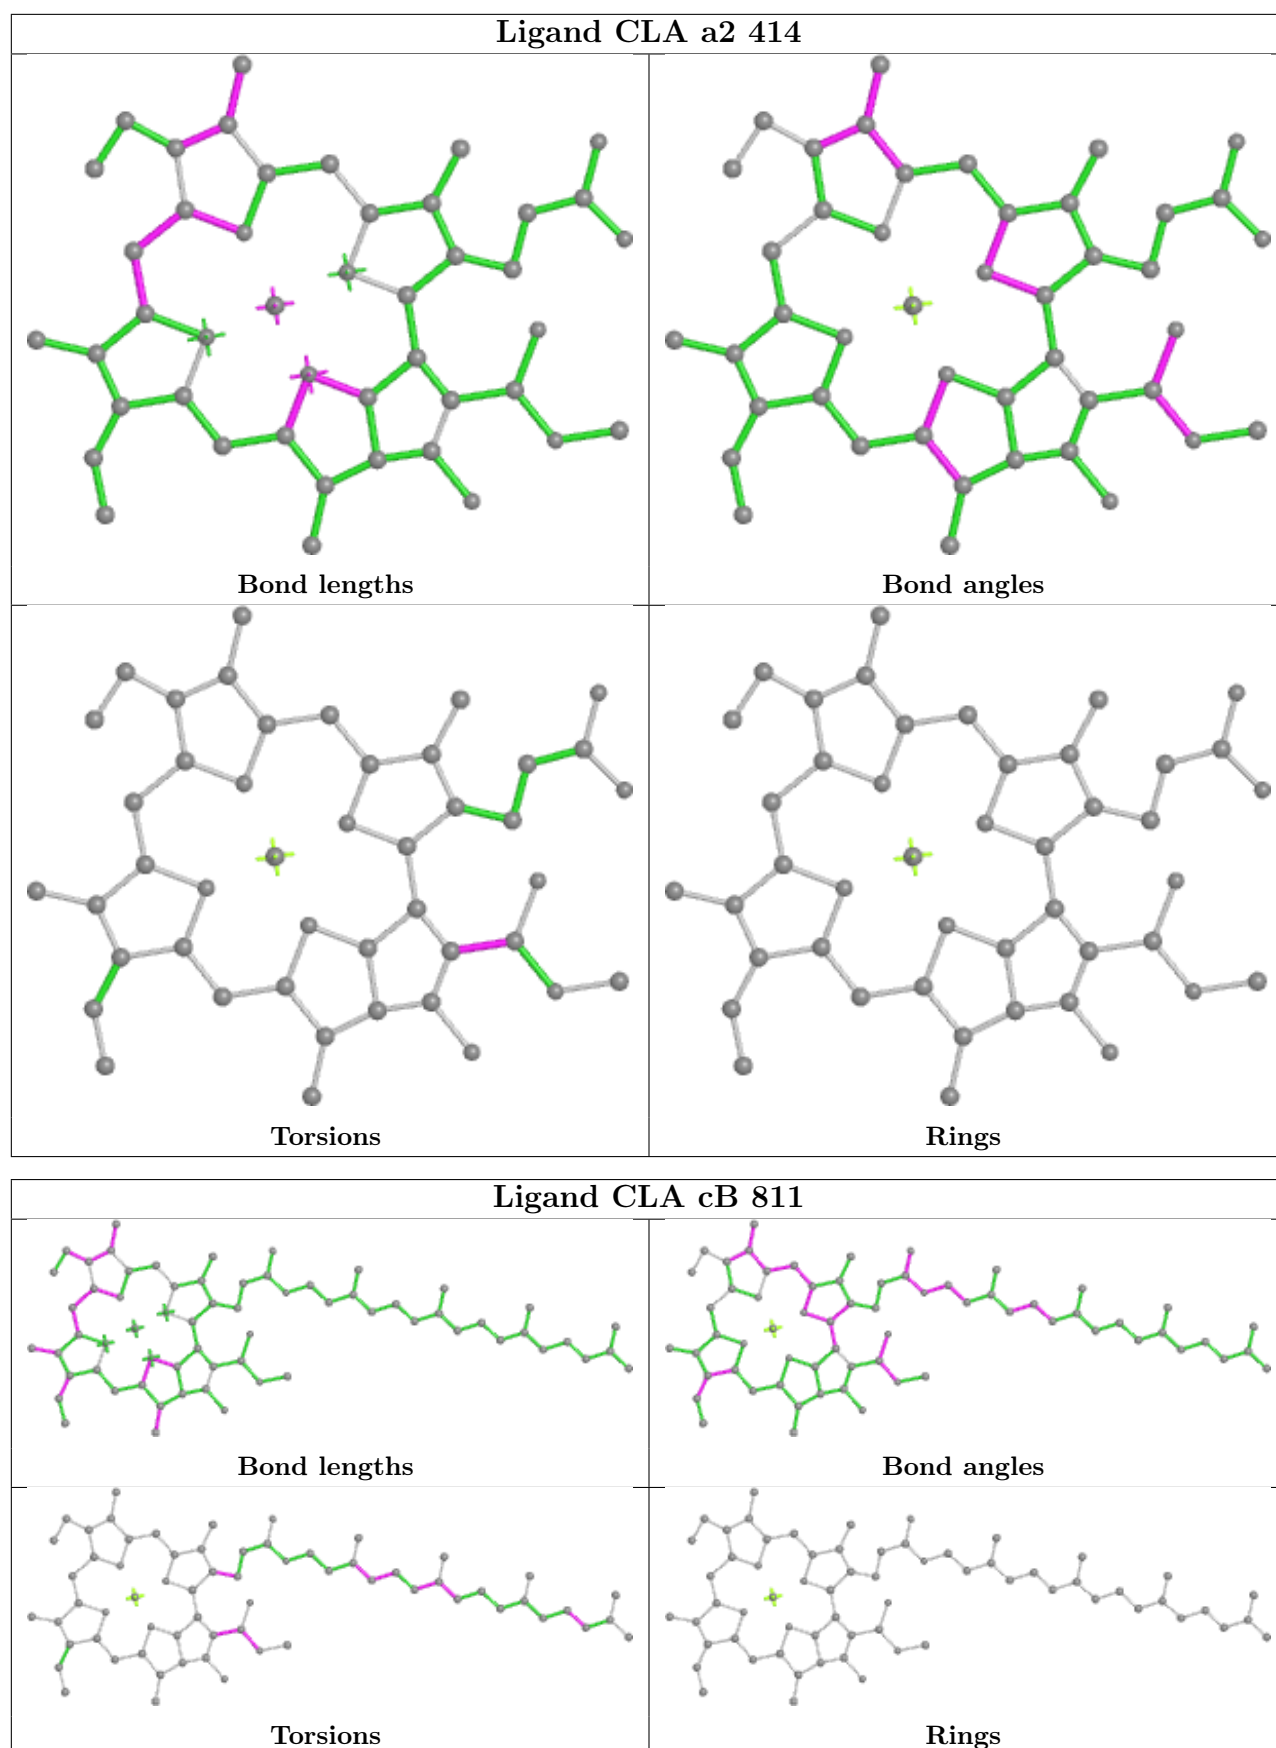 Ligand CLA a2 414
Bond lengths
Bond angles
Torsions
Rings
Ligand CLA cB 811
Bond lengths
Bond angles
Torsions
Rings